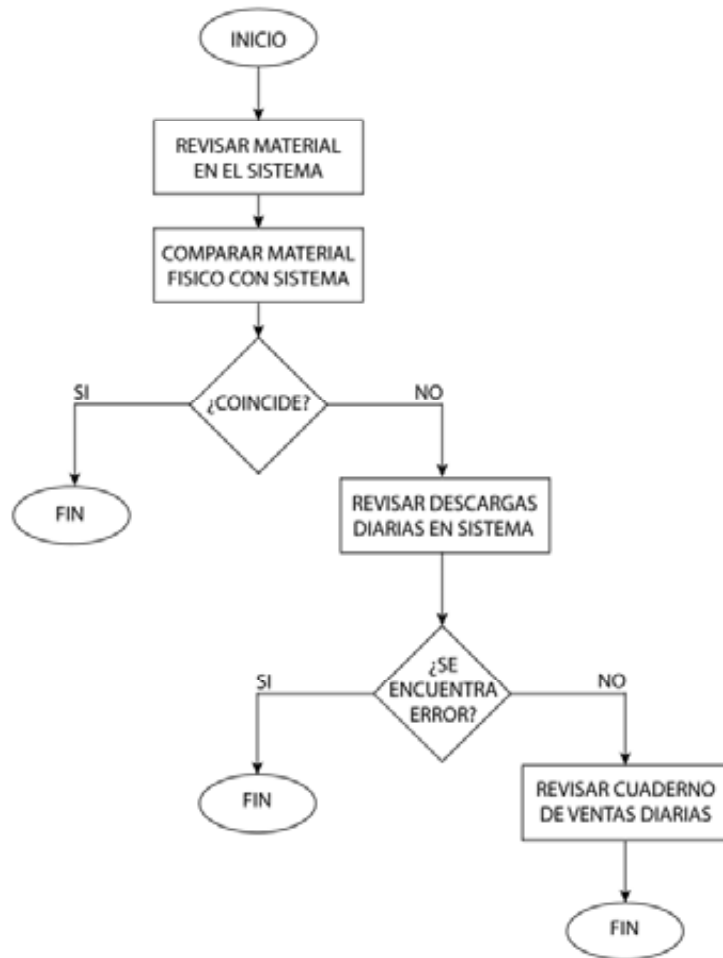 INICIO
REVISAR MATERIAL
EN EL SISTEMA
COMPARAR MATERIAL
FISICO CON SISTEMA
¿COINCIDE?
SI
NO
FIN
REVISAR DESCARGAS
DIARIAS EN SISTEMA
¿SE
ENCUENTRA
ERROR?
SI
NO
FIN
REVISAR CUADERNO
DE VENTAS DIARIAS
FIN